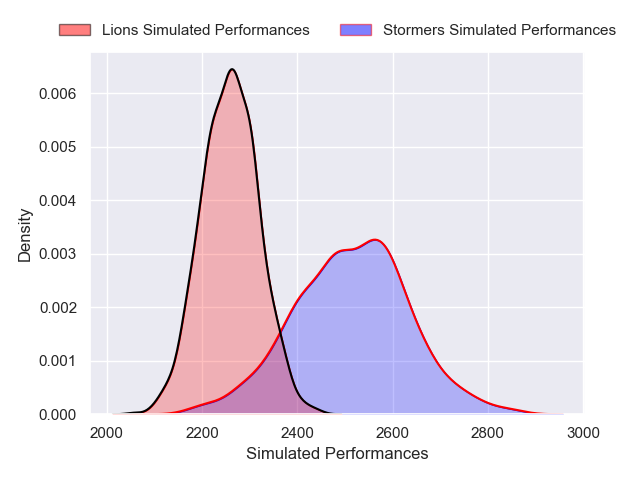 Lions Simulated Performances
Stormers Simulated Performances
0.006
0.005
0.004
0.003
0.002
0.001
0.000
Density
2000 2200 2400 2600 2800 3000
Simulated Performances